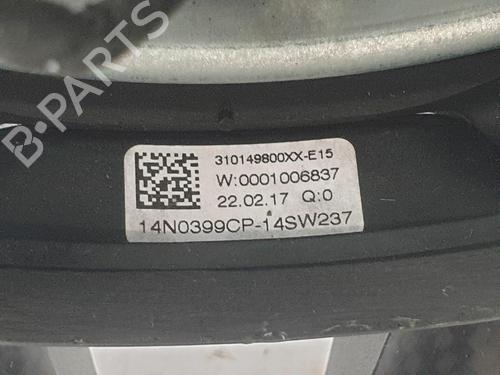 B-PARTS
310149800XX-E15
W:0001006837
22.02.17 Q:0
14N0399CP-14SW237